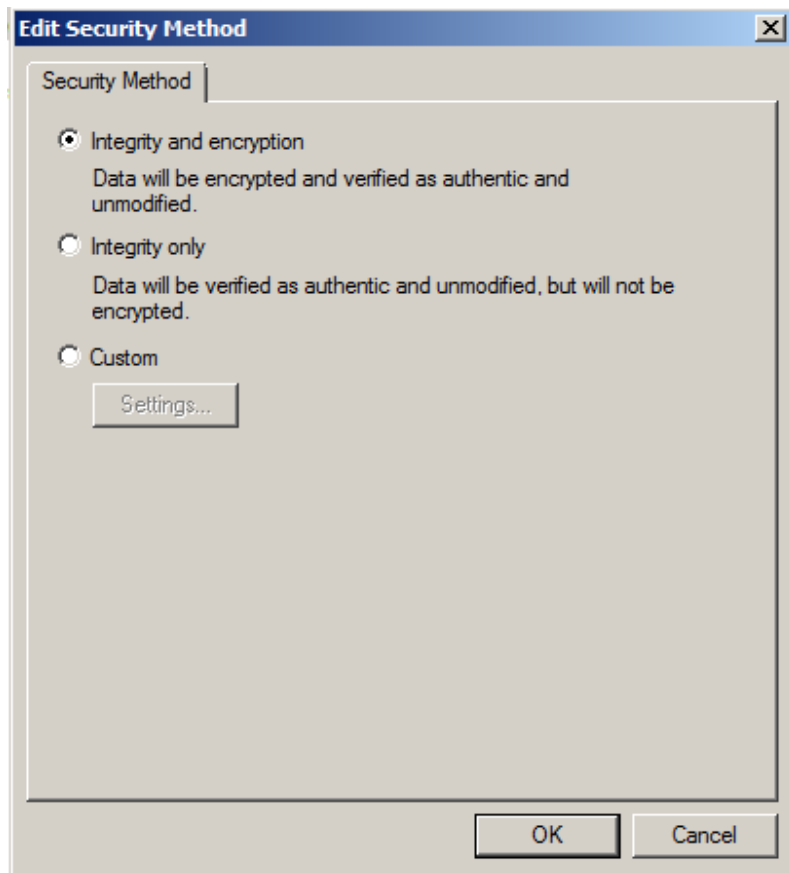 Edit Security Method
Security Method
Integrity and encryption
Data will be encrypted and verified as authentic and
unmodified.
Integrity only
Data will be verified as authentic and unmodified, but will not be
encrypted.
Custom
Settings...
OK
Cancel